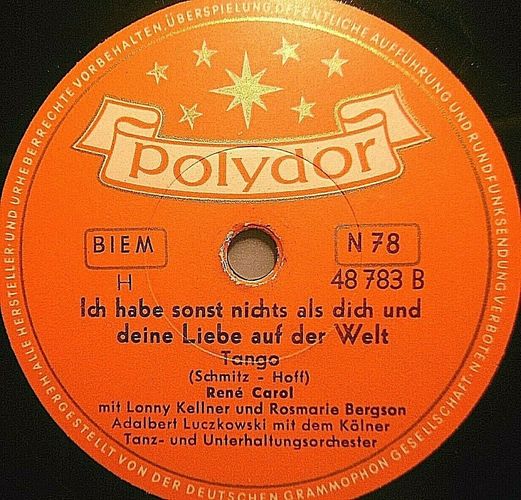 ALLE HERSTELLER- UND URHEBERRECHTE VORBEHALTEN. ÜBERSPIELUNG, ÖFFENTLICHE AUFFÜHRUNG UND RUNDFUNKSENDUNG VERBOTEN
polydor
BIEM
N 78
H
48 783 B
Ich habe sonst nichts als dich und
deine Liebe auf der Welt
Tango
(Schmitz - Hoff)
René Carol
mit Lonny Kellner und Rosmarie Bergson
Adalbert Luczkowski mit dem Kölner
Tanz- und Unterhaltungsorchester
HERGESTELLT VON DER DEUTSCHEN GRAMMOPHON GESELLSCHAFT